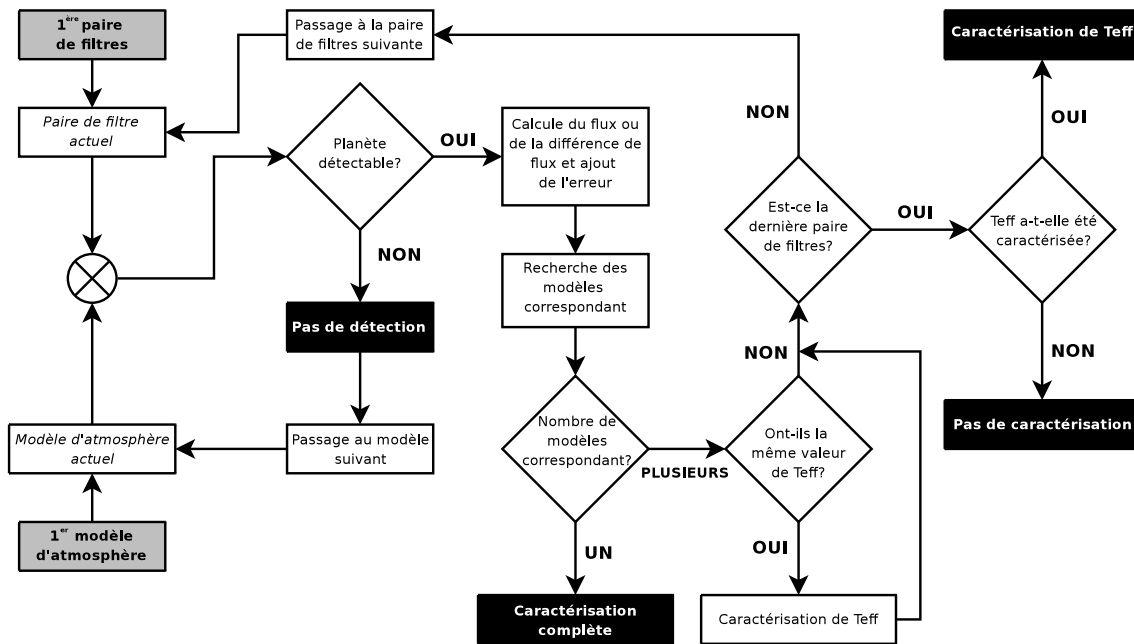 1ère paire
de filtres
Passage à la paire
de filtres suivante
Caractérisation de Teff
Paire de filtre
actuel
Planète
détectable?
OUI
Calcule du flux ou
de la différence de
flux et ajout
de l'erreur
NON
OUI
Est-ce la
dernière paire
de filtres?
OUI
Teff a-t-elle été
caractérisée?
NON
Recherche des
modèles
correspondant
Pas de détection
NON
NON
Modèle d'atmosphère
actuel
Passage au modèle
suivant
Nombre de
modèles
correspondant?
PLUSIEURS
Ont-ils la
même valeur
de Teff?
Pas de caractérisation
1er modèle
d'atmosphère
UN
OUI
Caractérisation
complète
Caractérisation de Teff